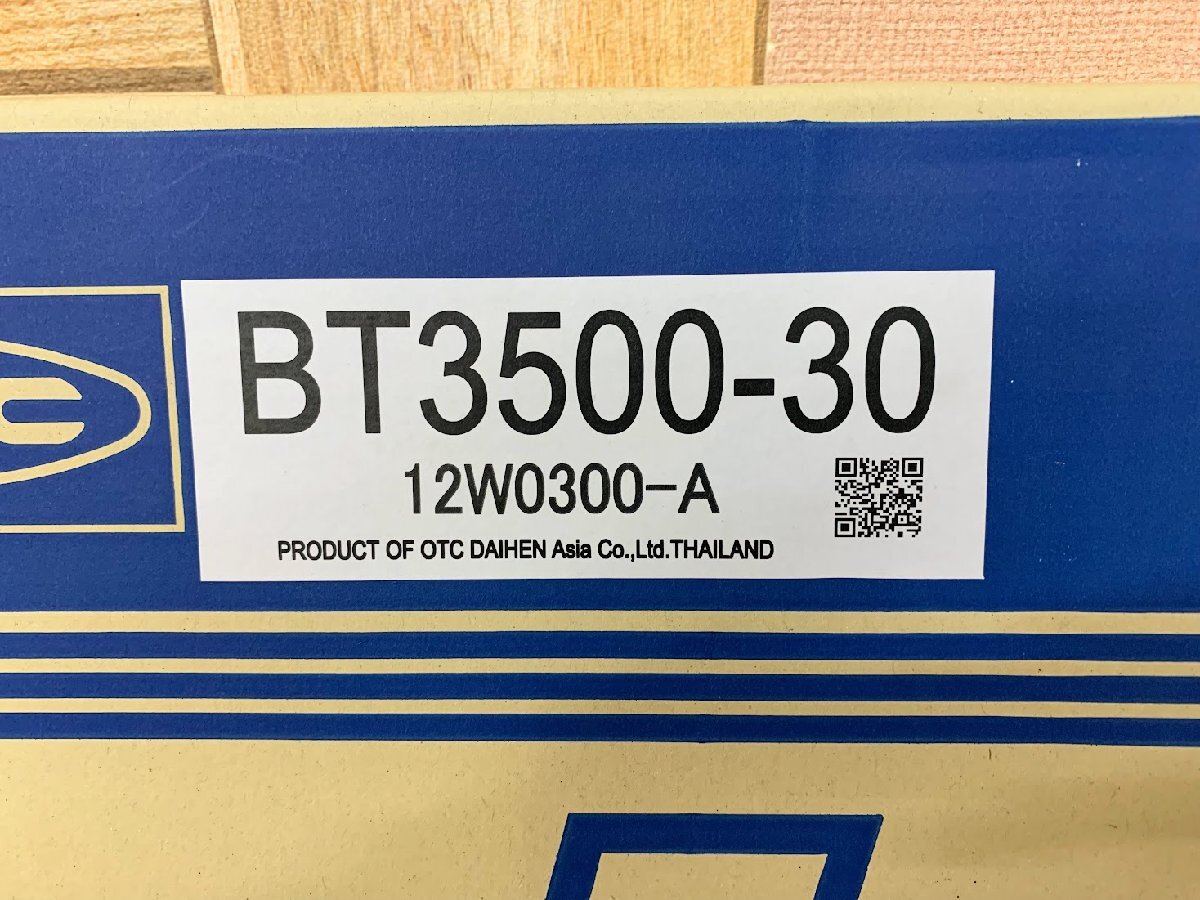 BT3500-30
12W0300-A
PRODUCT OF OTC DAIHEN Asia Co.,Ltd.THAILAND
C